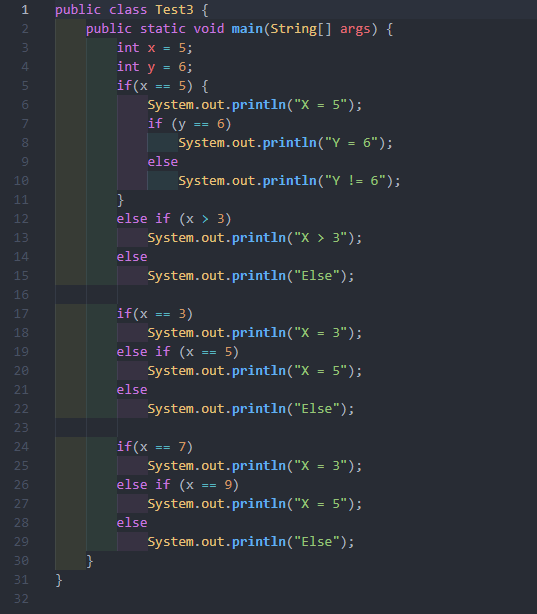 1 public class Test3 {
2     public static void main(String[] args) {
3         int x = 5;
4         int y = 6;
5         if(x == 5) {
6             System.out.println("X = 5");
7             if (y == 6)
8                 System.out.println("Y = 6");
9             else
10                 System.out.println("Y != 6");
11         }
12         else if (x > 3)
13             System.out.println("X > 3");
14         else
15             System.out.println("Else");
16
17         if(x == 3)
18             System.out.println("X = 3");
19         else if (x == 5)
20             System.out.println("X = 5");
21         else
22             System.out.println("Else");
23
24         if(x == 7)
25             System.out.println("X = 3");
26         else if (x == 9)
27             System.out.println("X = 5");
28         else
29             System.out.println("Else");
30     }
31 }
32